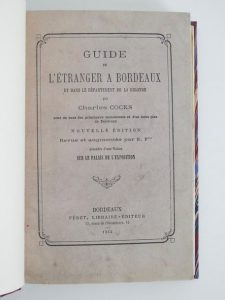 GUIDE
DE
L'ÉTRANGER A BORDEAUX
ET DANS LE DÉPARTEMENT DE LA GIRONDE
PAR
Charles COCKS
NOUVELLE ÉDITION
Revue et augmentée par E. F
SUR LE PALAIS DE L'EXPOSITION
BORDEAUX
FÉRET, LIBRAIRE-ÉDITEUR